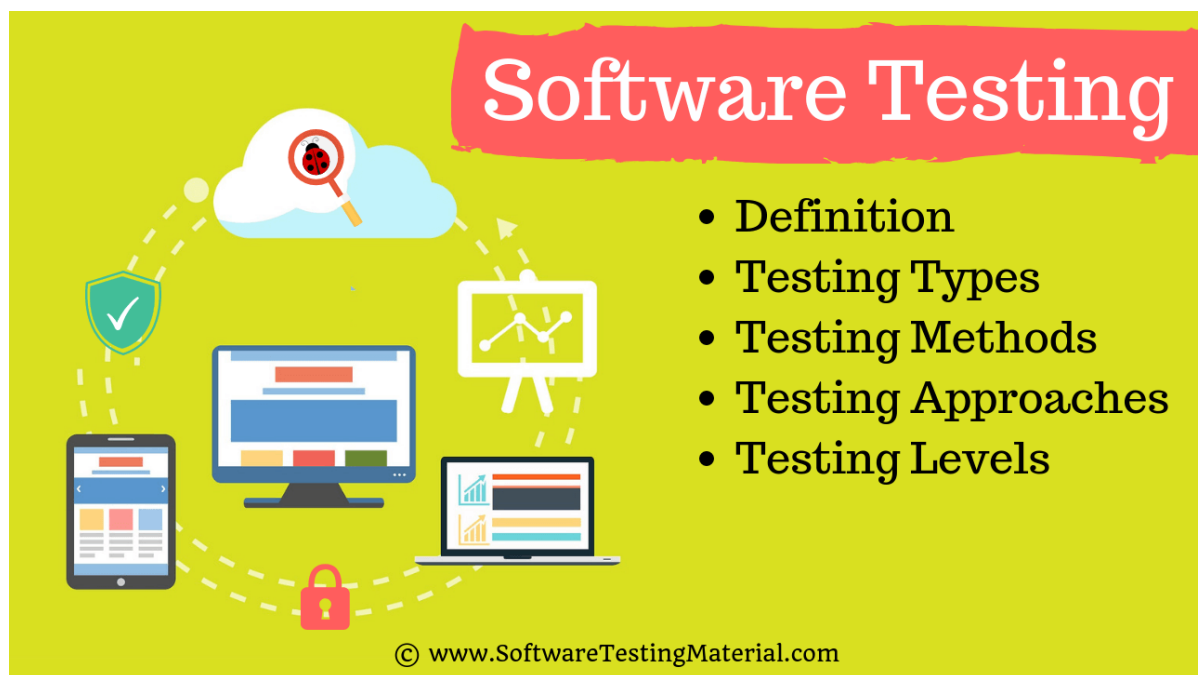 Software Testing
• Definition
• Testing Types
• Testing Methods
• Testing Approaches
• Testing Levels
© www.SoftwareTestingMaterial.com